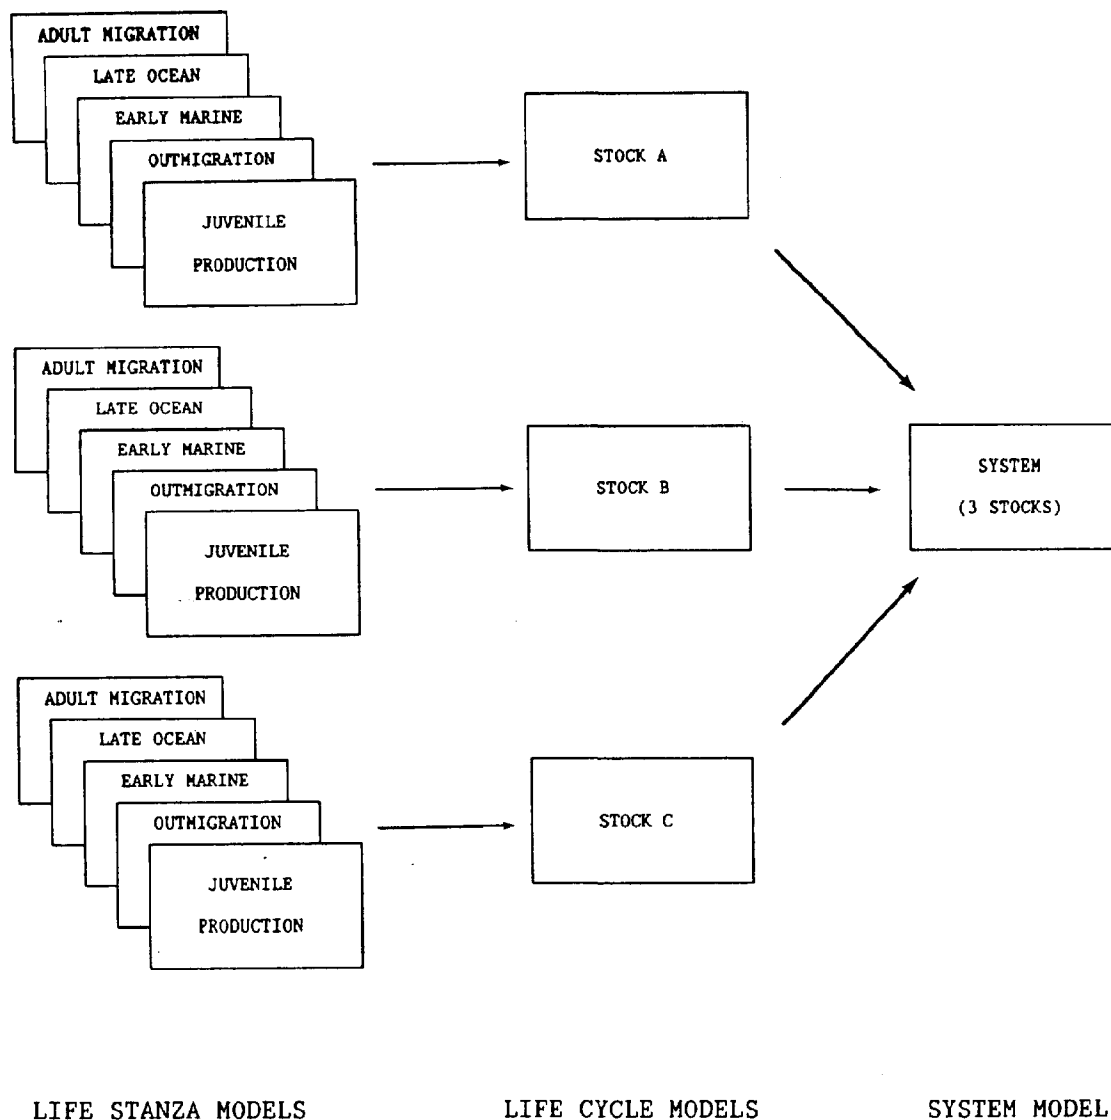 ADULT MIGRATION
LATE OCEAN
EARLY MARINE
OUTMIGRATION
JUVENILE
PRODUCTION
STOCK A
ADULT MIGRATION
LATE OCEAN
EARLY MARINE
OUTMIGRATION
JUVENILE
PRODUCTION
STOCK B
SYSTEM
(3 STOCKS)
ADULT MIGRATION
LATE OCEAN
EARLY MARINE
OUTMIGRATION
JUVENILE
PRODUCTION
STOCK C
LIFE STANZA MODELS
LIFE CYCLE MODELS
SYSTEM MODEL